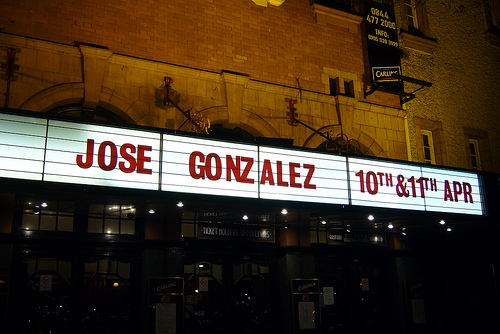 0844
477 2000
INFO:
CARLING
JOSE GONZALEZ 10TH & 11TH APR